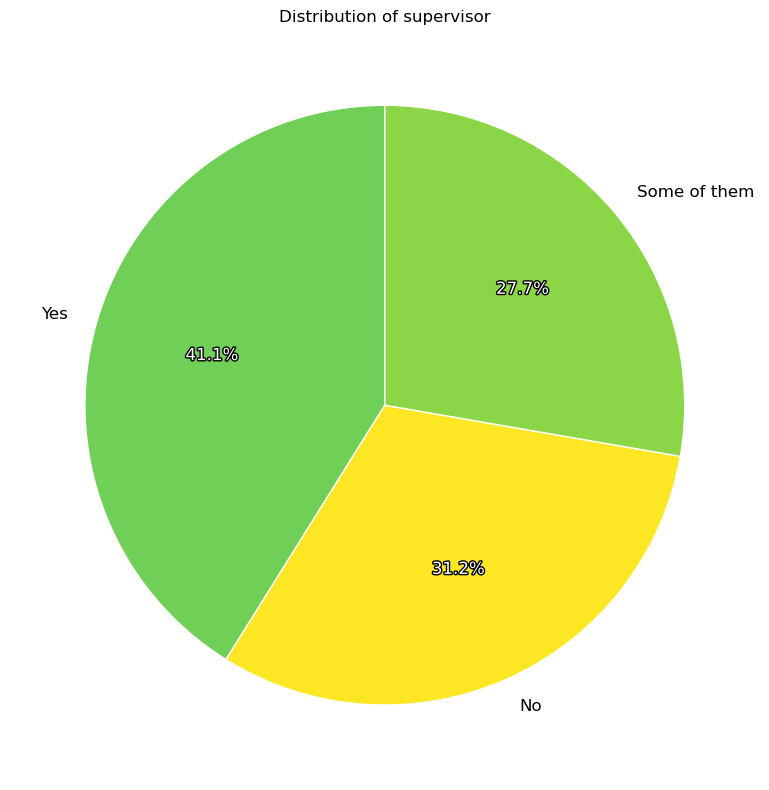 Distribution of supervisor
Some of them
27.7%
Yes
41.1%
31.2%
No